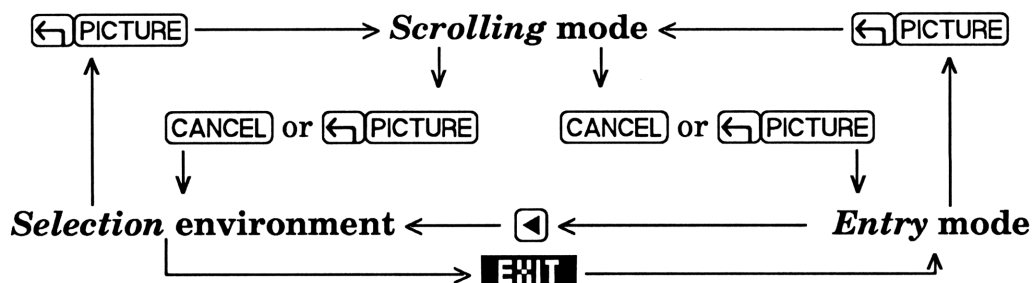 PICTURE Scrolling mode PICTURE
CANCEL or PICTURE CANCEL or PICTURE
Selection environment ◀ Entry mode
EXIT